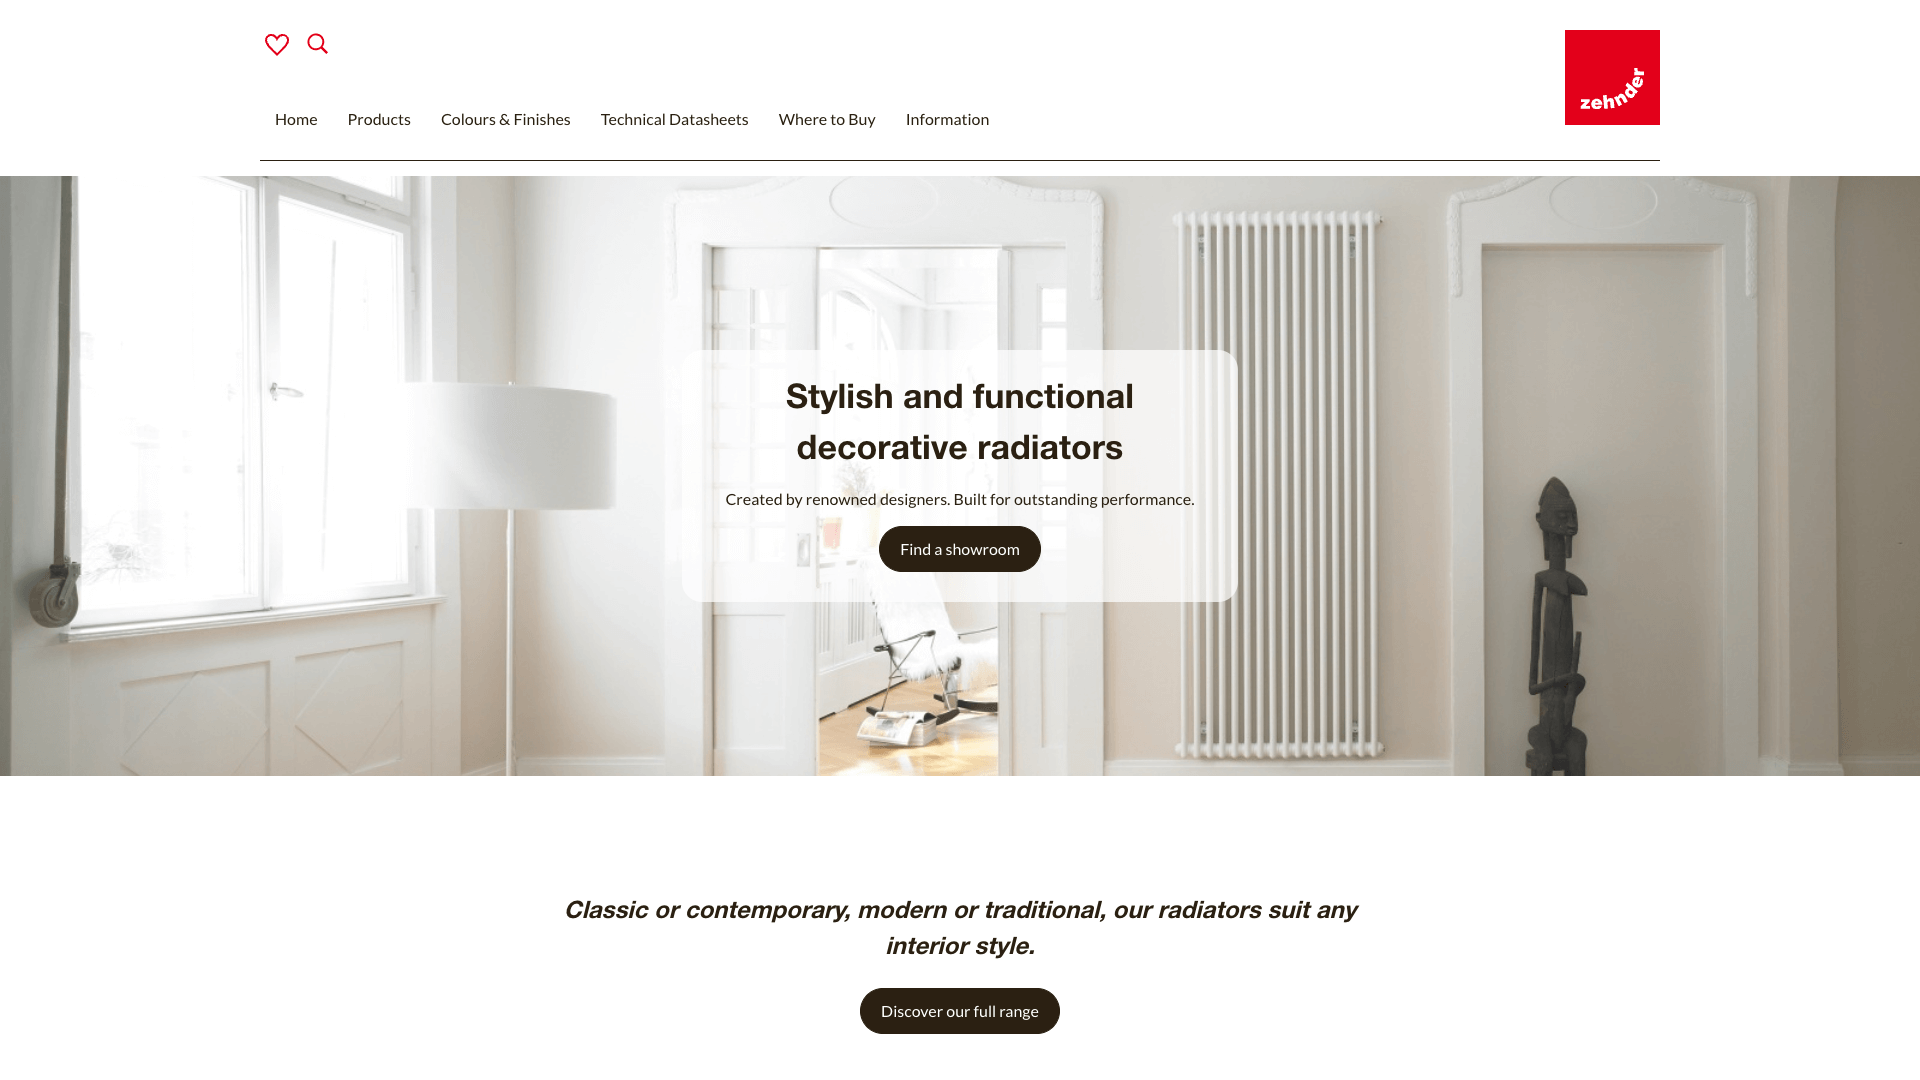 Home
Products
Colours & Finishes
Technical Datasheets
Where to Buy
Information
zehnder
Stylish and functional
decorative radiators
Created by renowned designers. Built for outstanding performance.
Find a showroom
Classic or contemporary, modern or traditional, our radiators suit any
interior style.
Discover our full range